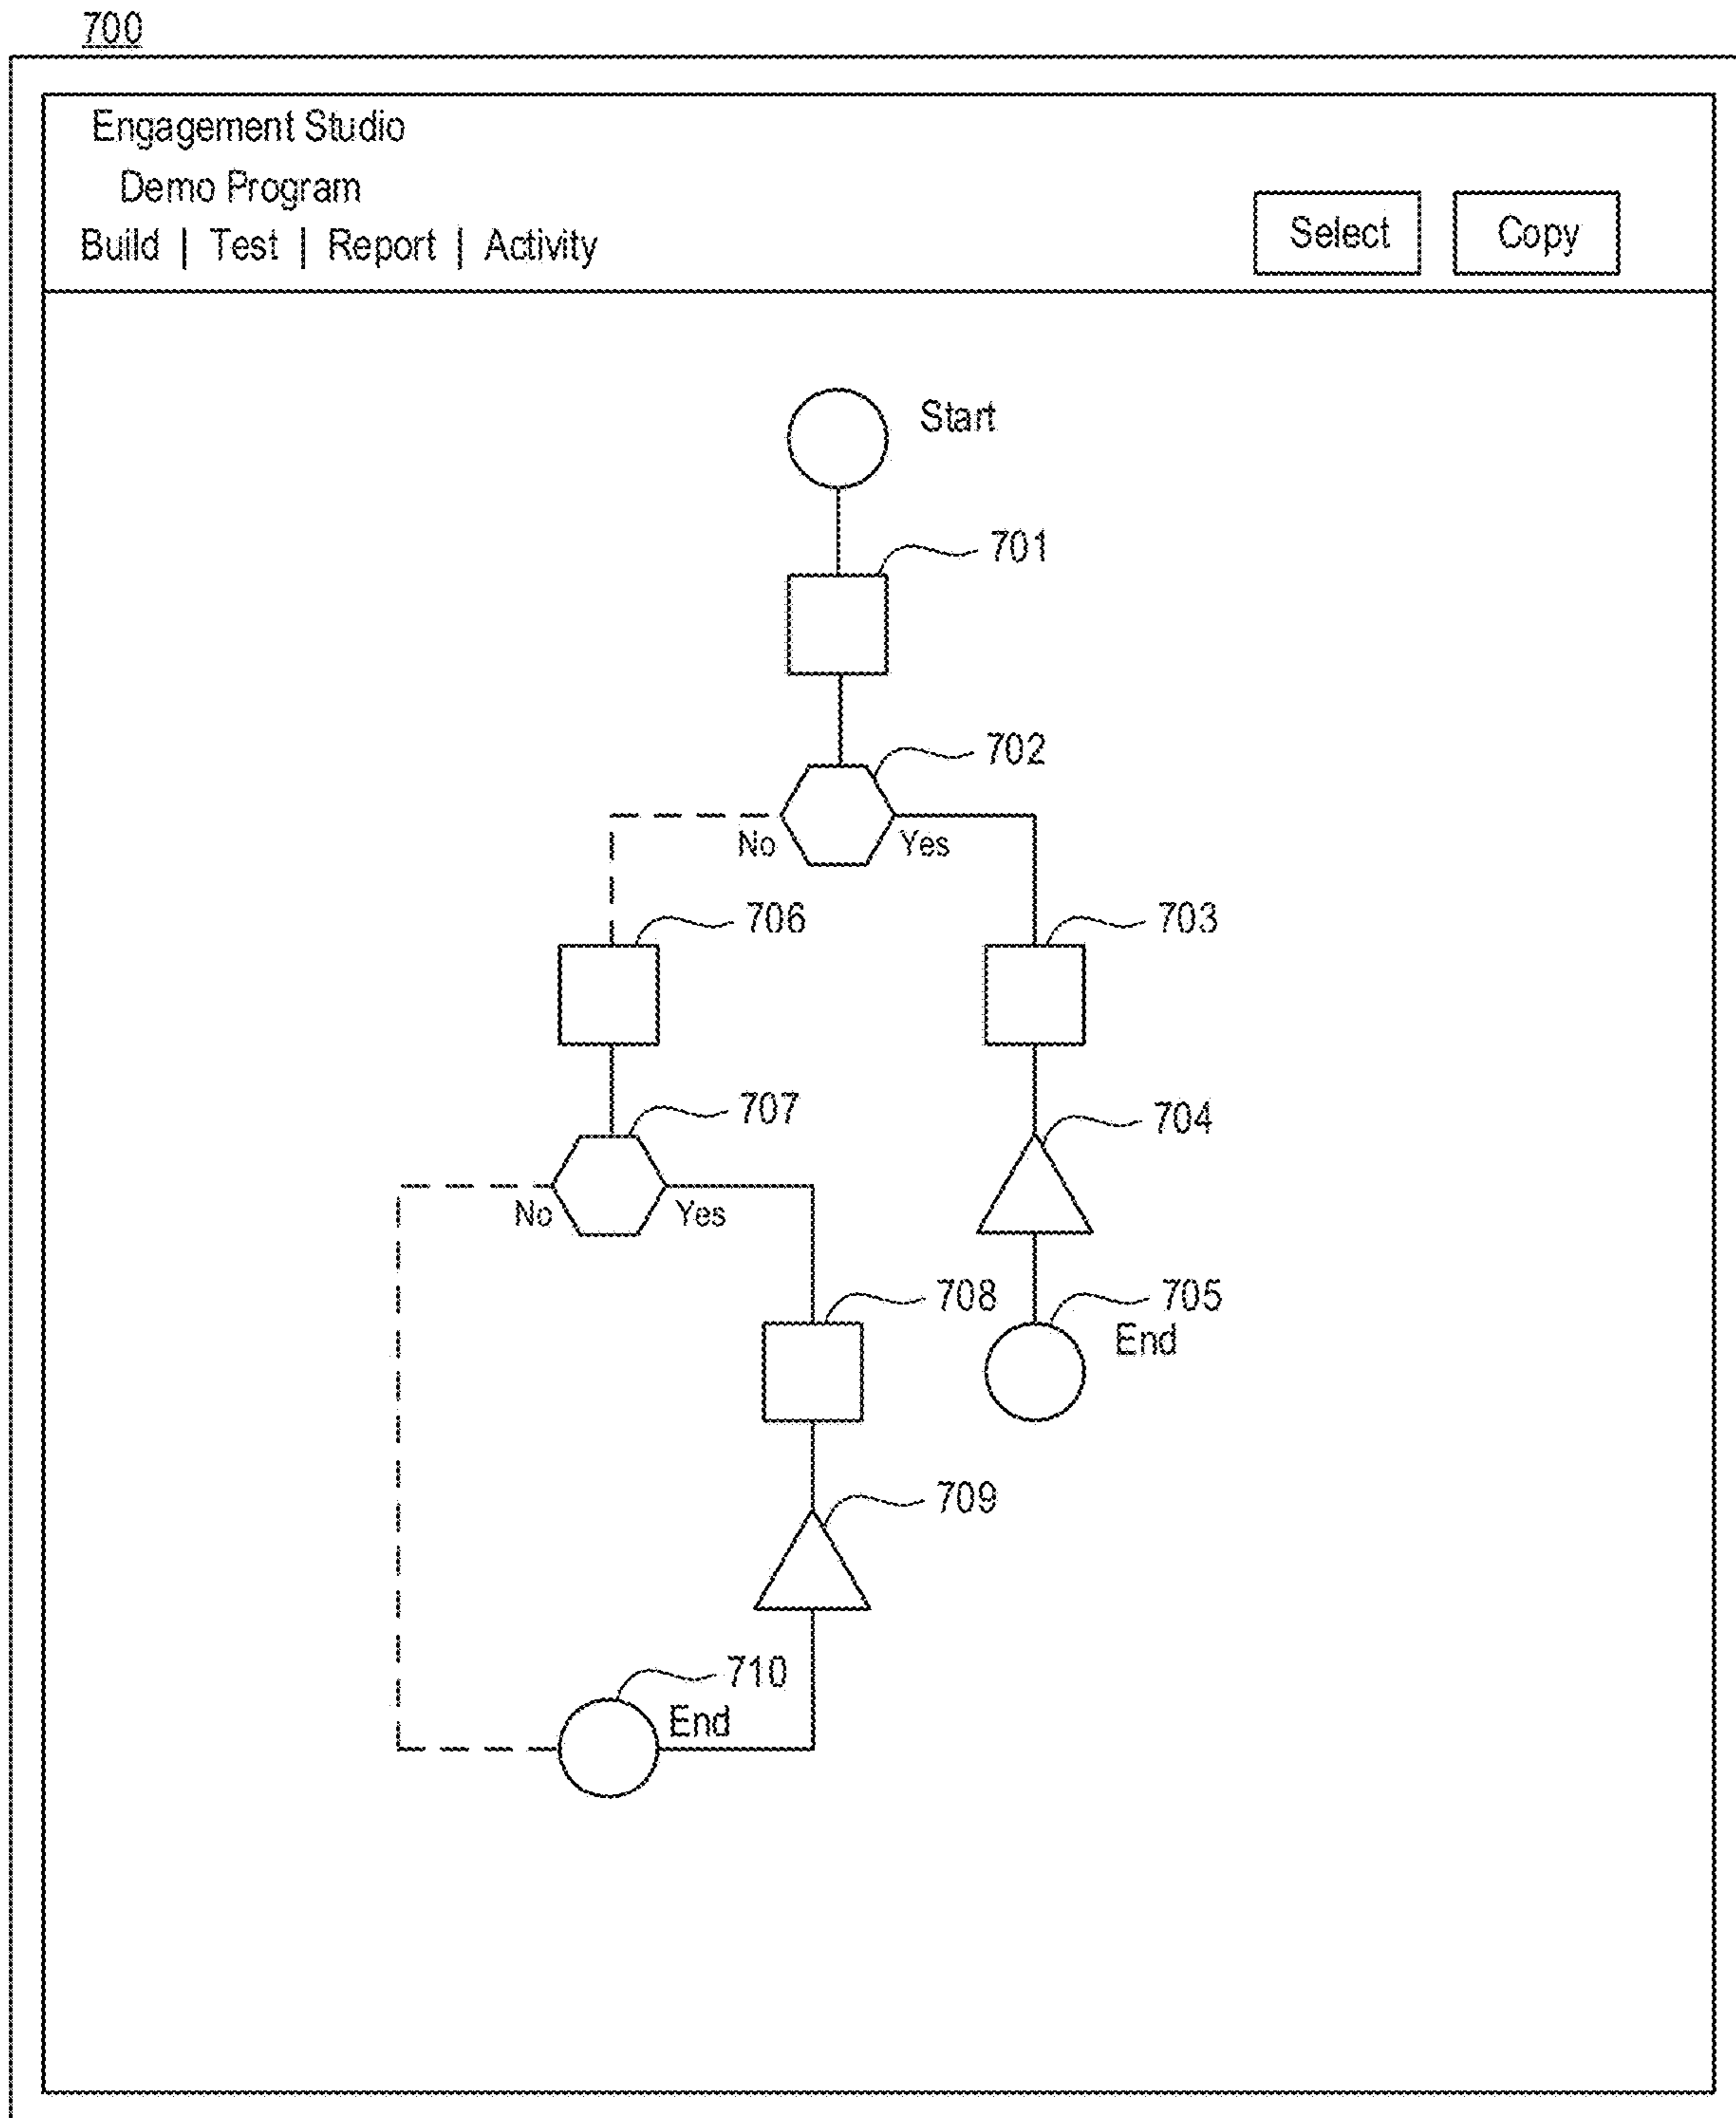 700
Engagement Studio
Demo Program
Build | Test | Report | Activity
Select
Copy
Start
701
702
No
Yes
706
703
707
704
No
Yes
708
705
End
709
710
End